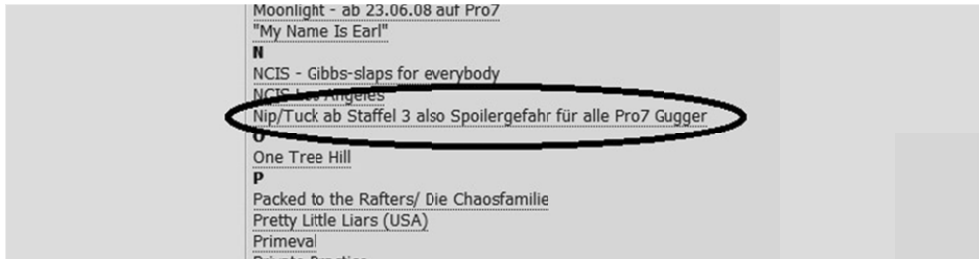 Moonlight - ab 23.06.08 auf Pro7
"My Name Is Earl"
N
NCIS - Gibbs-slaps for everybody
NCIS Los Angeles
Nip/Tuck ab Staffel 3 also Spoilergefahr für alle Pro7 Gugger
O
One Tree Hill
P
Packed to the Rafters/ Die Chaosfamilie
Pretty Little Liars (USA)
Primeval
Private Practice